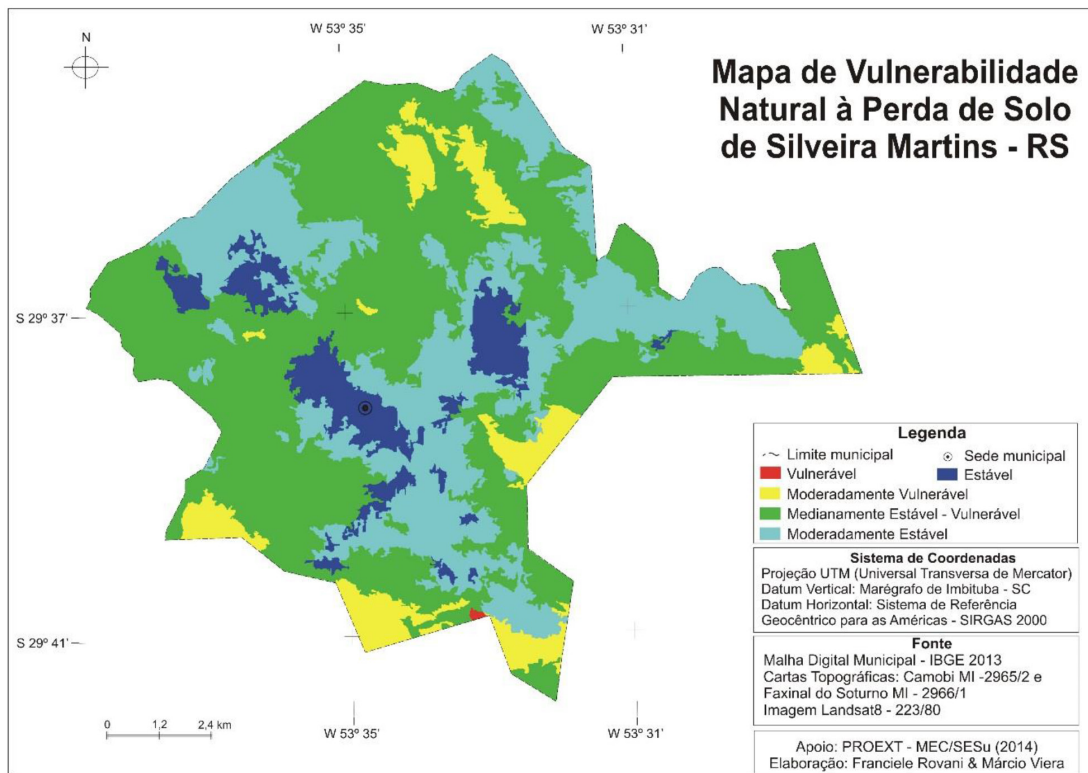 W 53º 35'
W 53º 31'
N
Mapa de Vulnerabilidade
Natural à Perda de Solo
de Silveira Martins - RS
S 29º 37'
S 29º 41'
0 1,2 2,4 km
W 53º 35'
W 53º 31'
Legenda
Limite municipal
Sede municipal
Vulnerável
Estável
Moderadamente Vulnerável
Medianamente Estável - Vulnerável
Moderadamente Estável
Sistema de Coordenadas
Projeção UTM (Universal Transversa de Mercator)
Datum Vertical: Marégrafo de Imbituba - SC
Datum Horizontal: Sistema de Referência
Geocêntrico para as Américas - SIRGAS 2000
Fonte
Malha Digital Municipal - IBGE 2013
Cartas Topográficas: Camobi MI -2965/2 e
Faxinal do Soturno MI - 2966/1
Imagem Landsat8 - 223/80
Apoio: PROEXT - MEC/SESu (2014)
Elaboração: Franciele Rovani & Márcio Viera